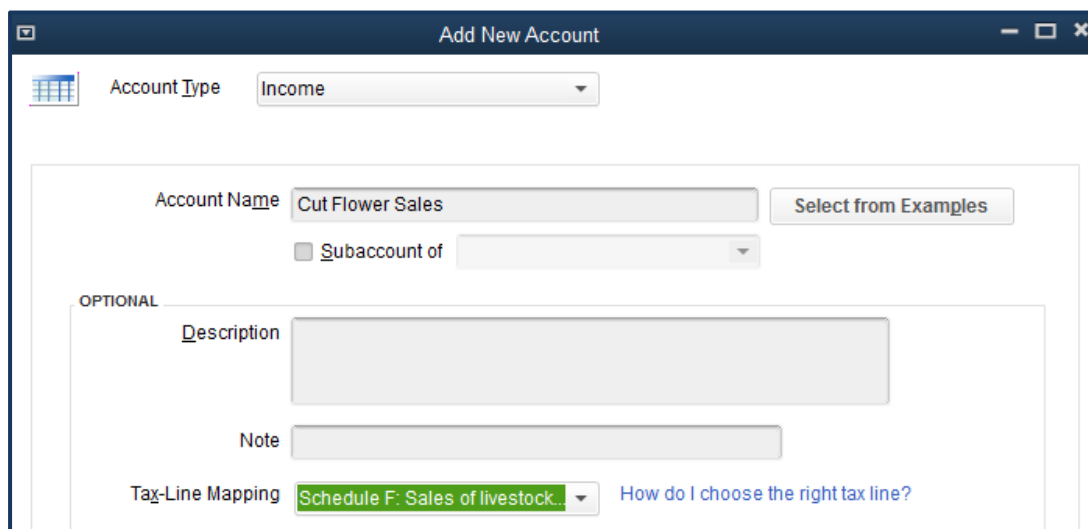 Add New Account
Account Type Income
Account Name Cut Flower Sales Select from Examples
Subaccount of
OPTIONAL
Description
Note
Tax-Line Mapping Schedule F: Sales of livestock... How do I choose the right tax line?